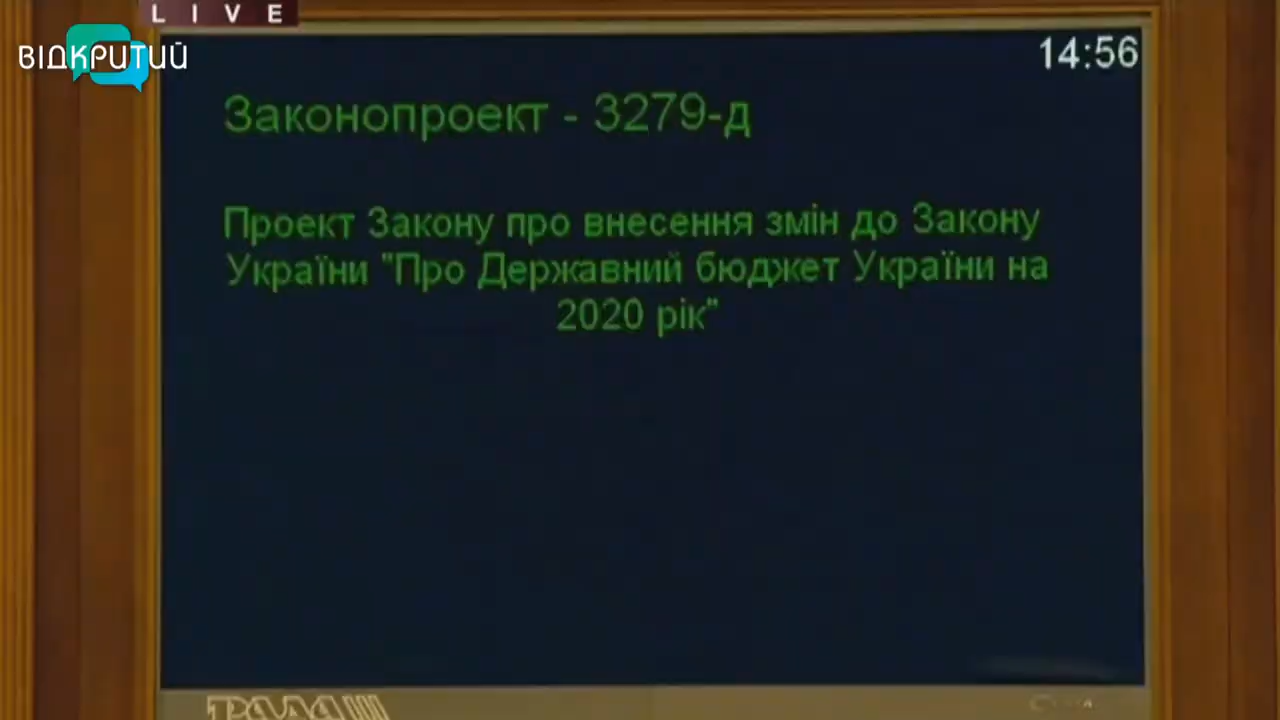 LIVE
ВІДКРИТИЙ
14:56
Законопроект - 3279-д
Проект Закону про внесення змін до Закону
України "Про Державний бюджет України на
2020 рік"